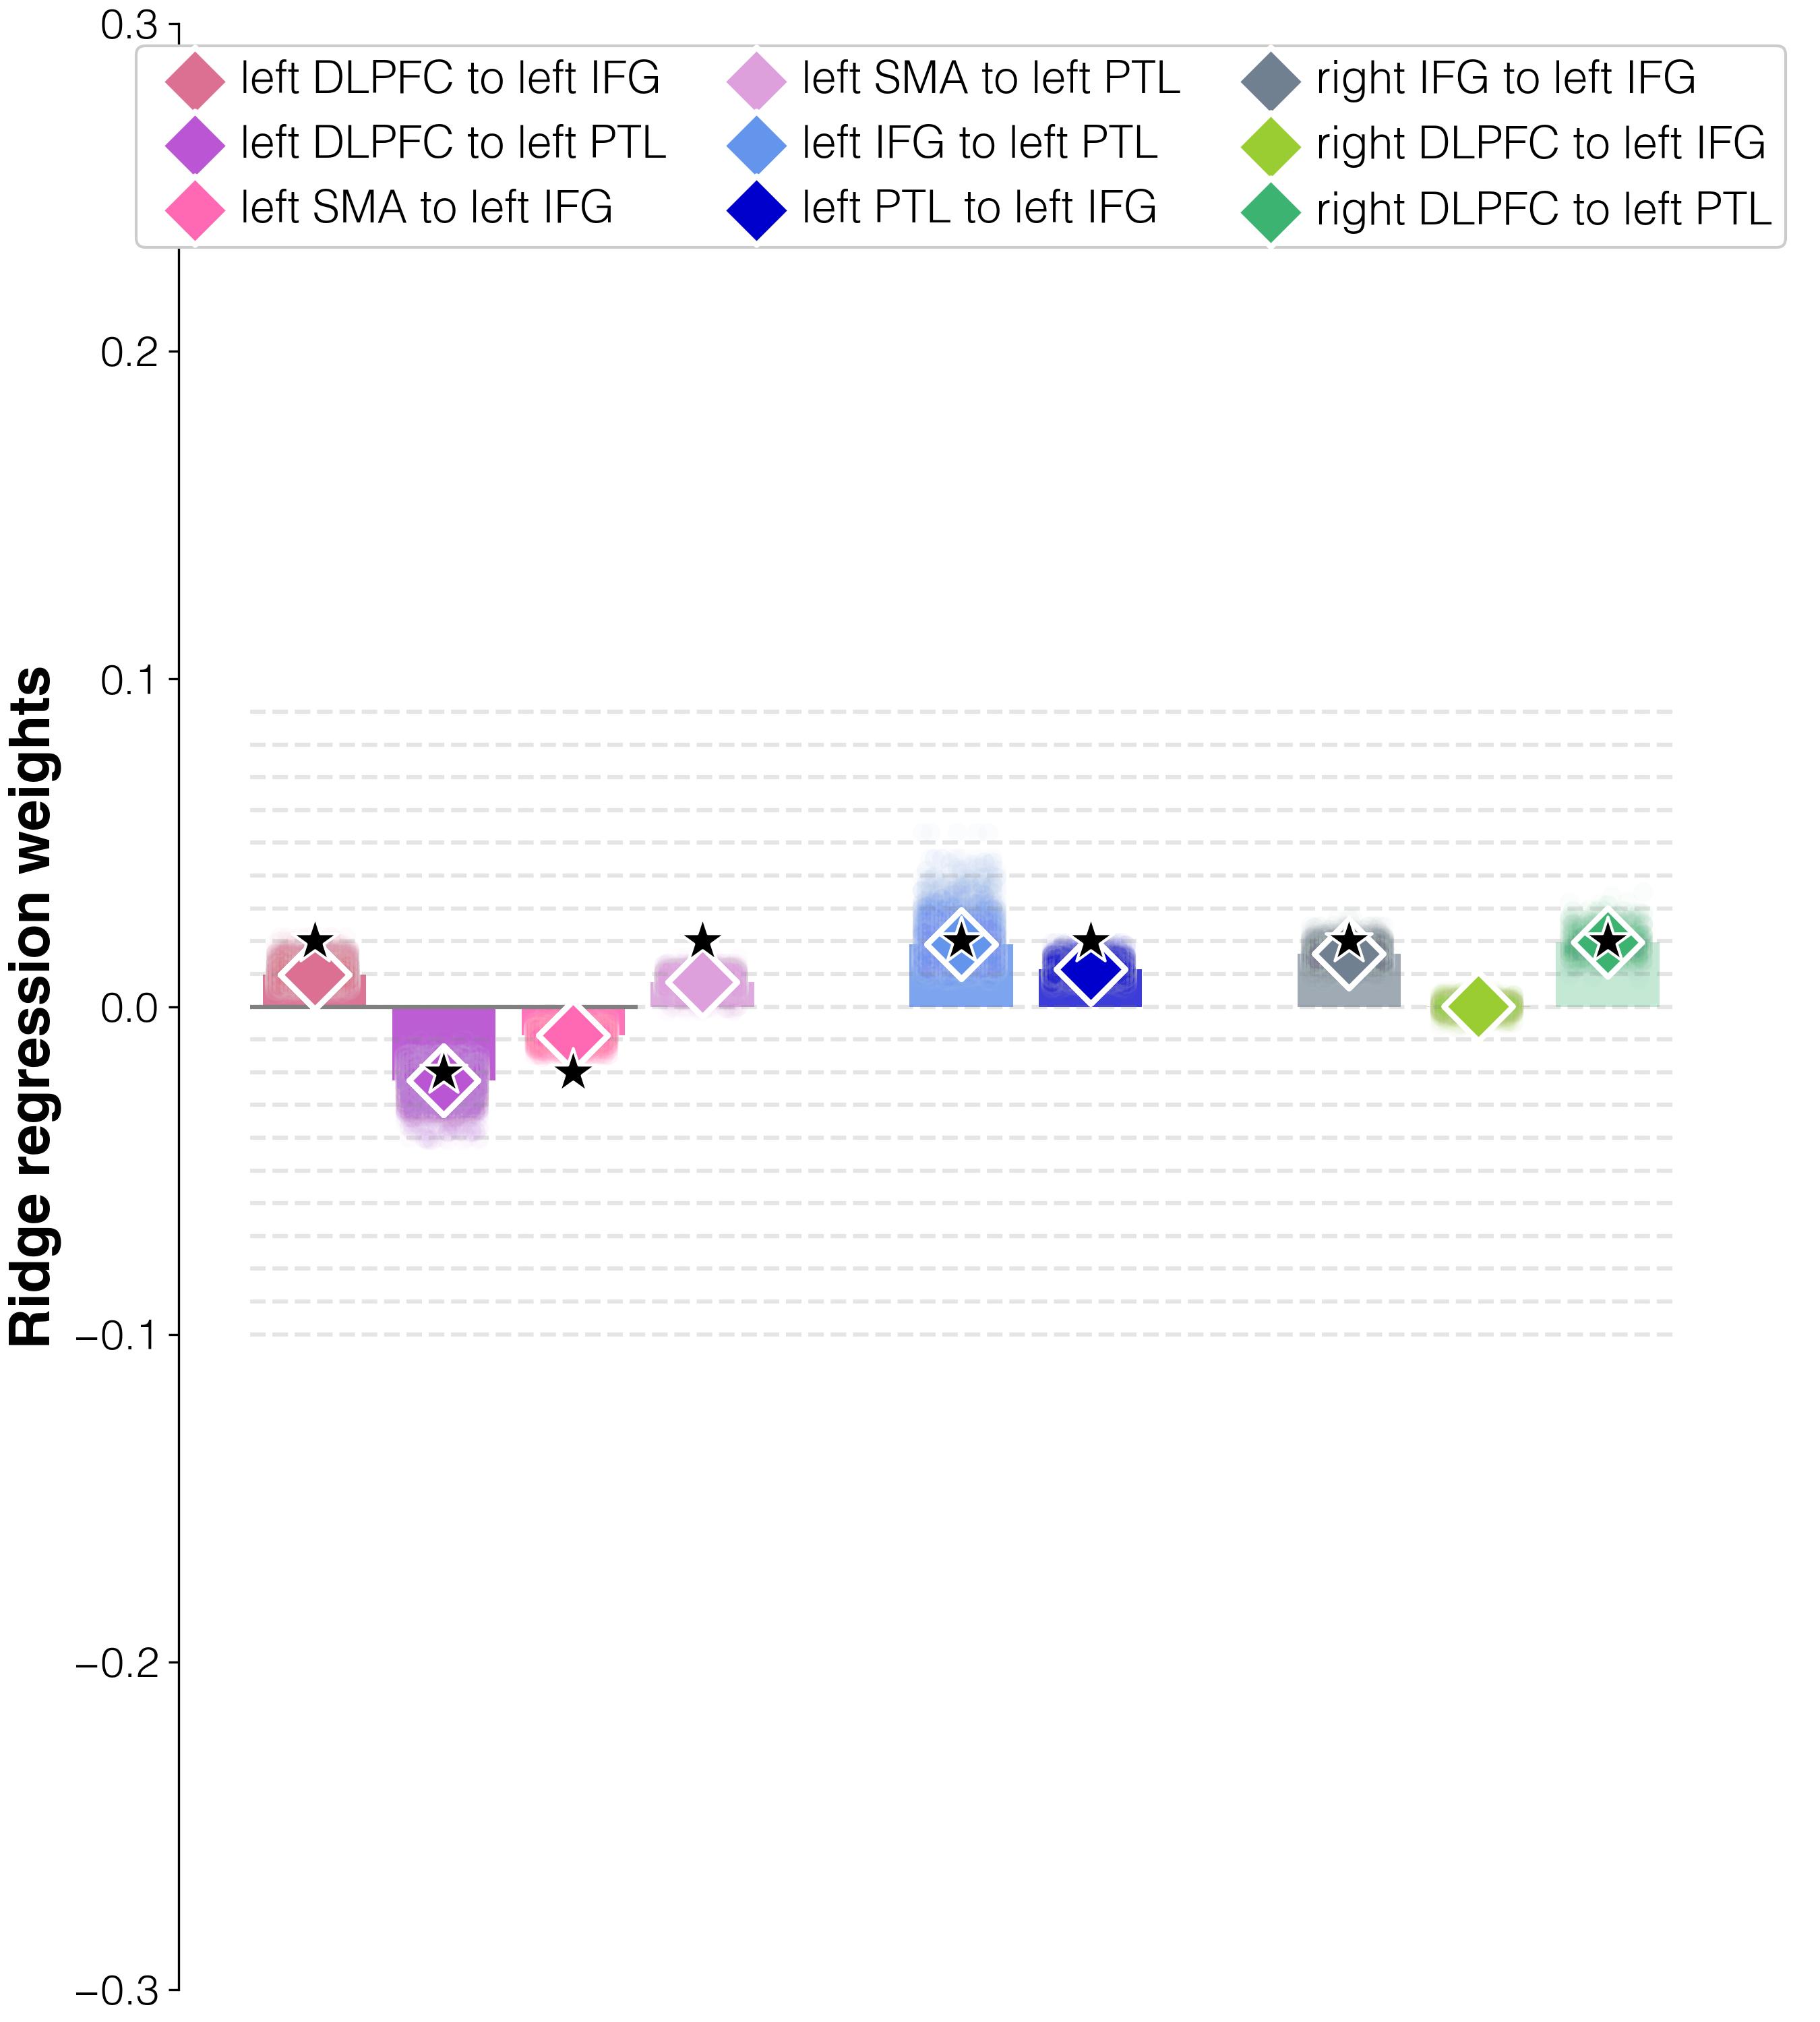 0.3
left DLPFC to left IFG
left DLPFC to left PTL
left SMA to left IFG
left SMA to left PTL
left IFG to left PTL
left PTL to left IFG
right IFG to left IFG
right DLPFC to left IFG
right DLPFC to left PTL
0.2
0.1
0.0
−0.1
−0.2
−0.3
Ridge regression weights